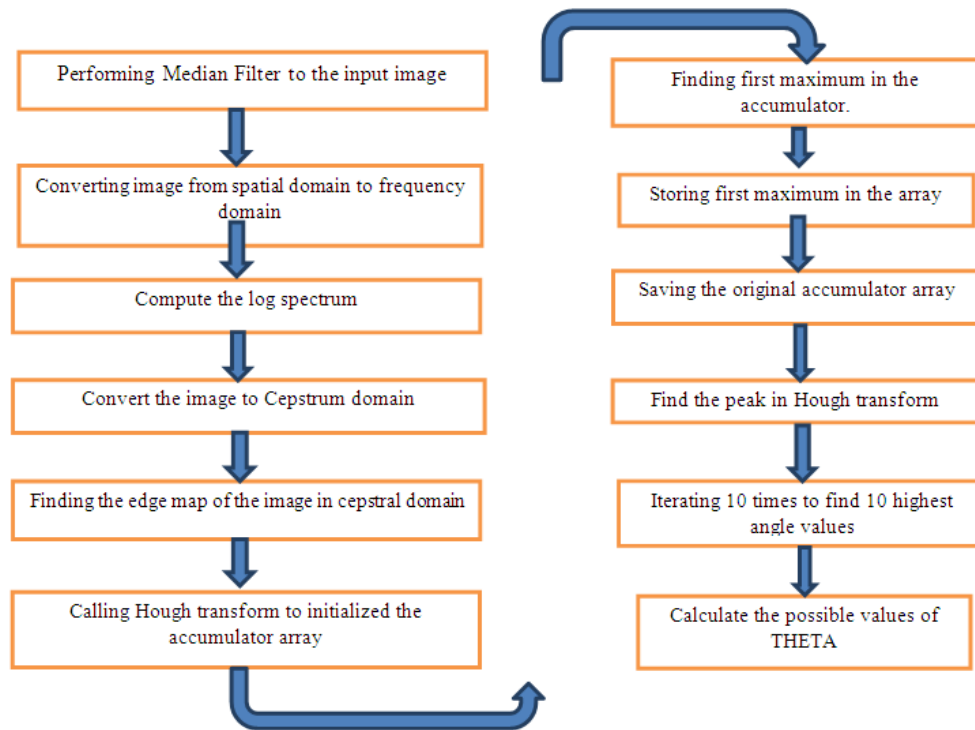 Performing Median Filter to the input image
Converting image from spatial domain to frequency
domain
Compute the log spectrum
Convert the image to Cepstrum domain
Finding the edge map of the image in cepstral domain
Calling Hough transform to initialized the
accumulator array
Finding first maximum in the
accumulator.
Storing first maximum in the array
Saving the original accumulator array
Find the peak in Hough transform
Iterating 10 times to find 10 highest
angle values
Calculate the possible values of
THETA